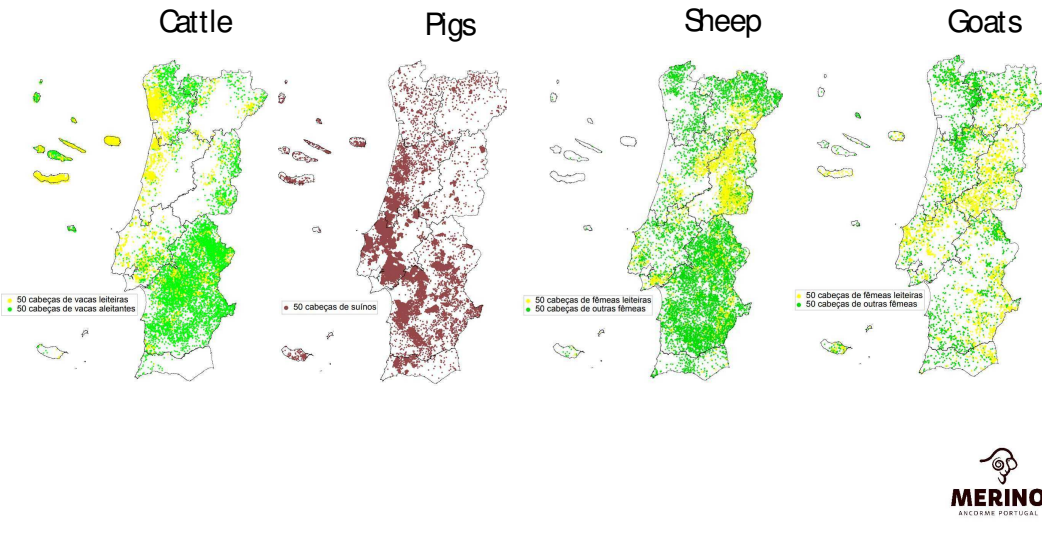 Cattle
Pigs
Sheep
Goats
50 cabeças de vacas leiteiras
50 cabeças de vacas aleitantes
50 cabeças de suínos
50 cabeças de fêmeas leiteiras
50 cabeças de outras fêmeas
50 cabeças de fêmeas leiteiras
50 cabeças de outras fêmeas
MERINO
ANCORME PORTUGAL